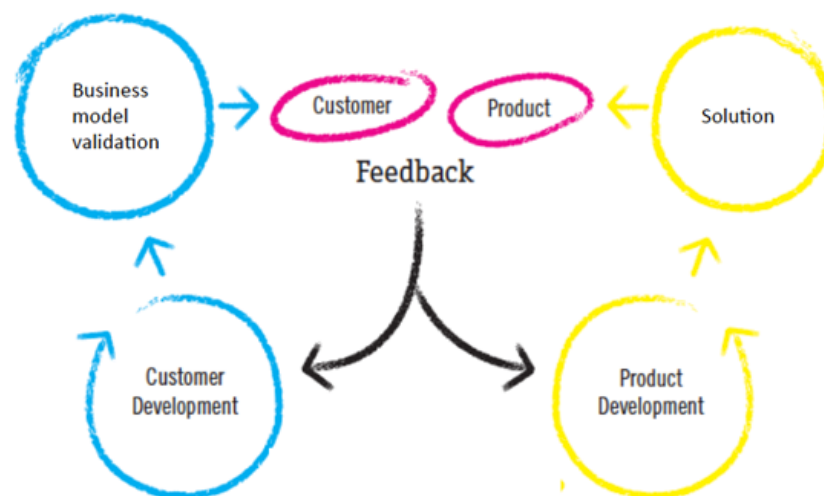 Business
model
validation
Customer
Product
Solution
Feedback
Customer
Development
Product
Development